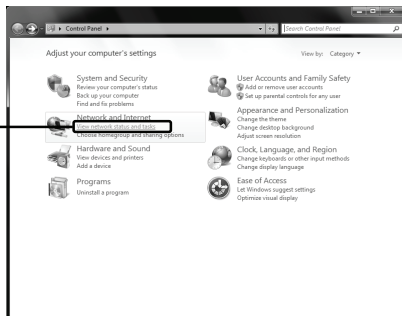 Control Panel
Search Control Panel
Adjust your computer's settings
View by: Category
System and Security
Review your computer's status
Back up your computer
Find and fix problems
Network and Internet
View network status and tasks
Choose homegroup and sharing options
Hardware and Sound
View devices and printers
Add a device
Programs
Uninstall a program
User Accounts and Family Safety
Add or remove user accounts
Set up parental controls for any user
Appearance and Personalization
Change the theme
Change desktop background
Adjust screen resolution
Clock, Language, and Region
Change keyboards or other input methods
Change display language
Ease of Access
Let Windows suggest settings
Optimize visual display